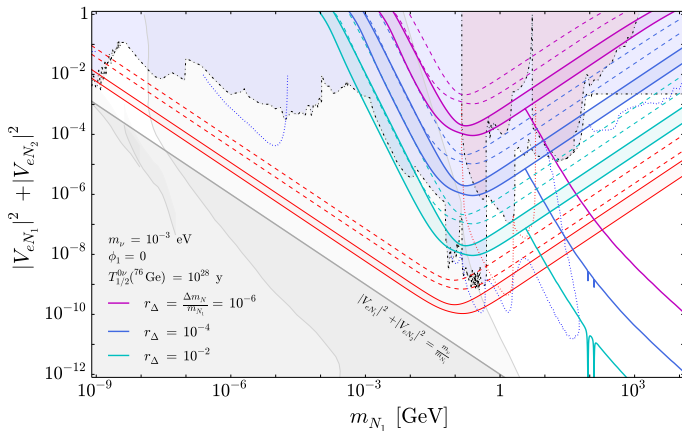 1
10^{-2}
10^{-4}
10^{-6}
10^{-8}
10^{-10}
10^{-12}
|V_{eN_1}|^2 + |V_{eN_2}|^2
m_ν = 10^{-3} eV
ϕ_1 = 0
T_{1/2}^{0ν}(^{76}Ge) = 10^{28} y
r_Δ = \frac{Δm_N}{m_{N_1}} = 10^{-6}
r_Δ = 10^{-4}
r_Δ = 10^{-2}
|V_{eN_1}|^2 + |V_{eN_2}|^2 = \frac{m_ν}{m_{N_1}}
10^{-9} 10^{-6} 10^{-3} 1 10^3
m_{N_1} [GeV]